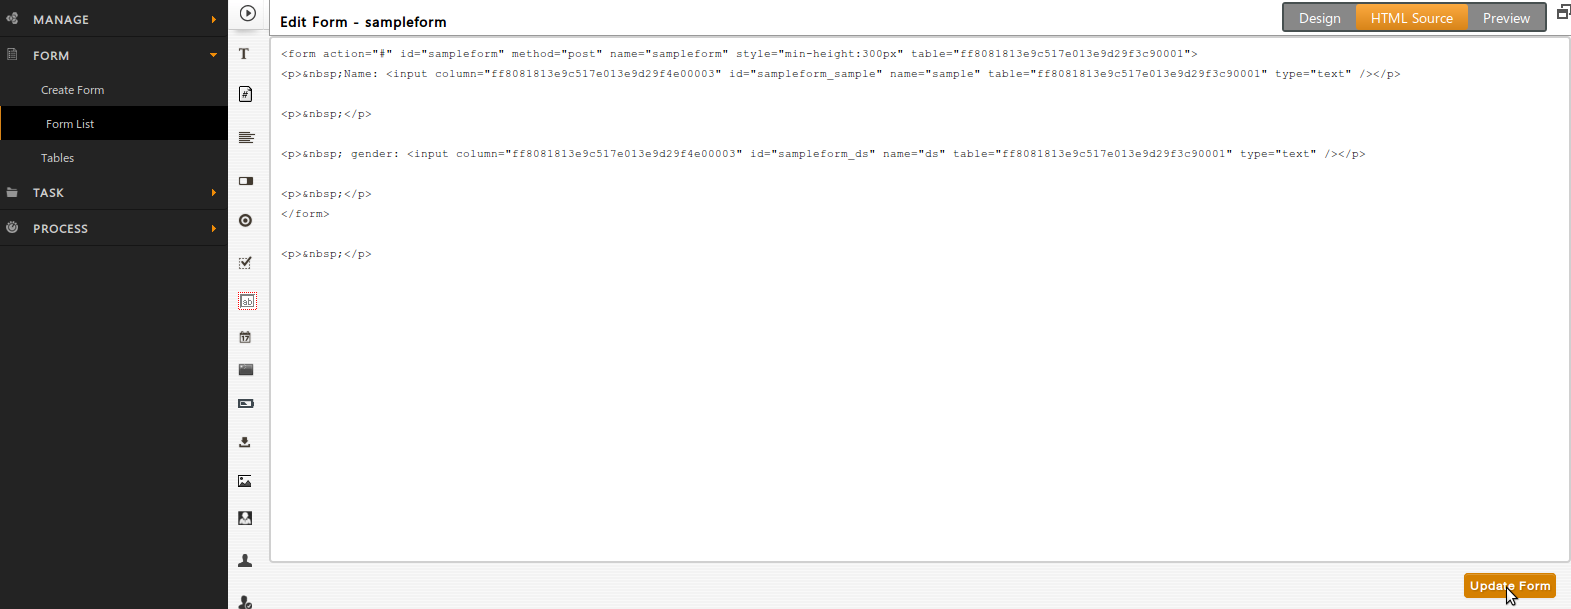 MANAGE
FORM
Create Form
Form List
Tables
TASK
PROCESS
T
#
ab
17
Edit Form - sampleform
Design
HTML Source
Preview
<form action="#" id="sampleform" method="post" name="sampleform" style="min-height:300px" table="ff8081813e9c517e013e9d29f3c90001">
<p>&nbsp;Name: <input column="ff8081813e9c517e013e9d29f4e00003" id="sampleform_sample" name="sample" table="ff8081813e9c517e013e9d29f3c90001" type="text" /></p>
<p>&nbsp;</p>
<p>&nbsp; gender: <input column="ff8081813e9c517e013e9d29f4e00003" id="sampleform_ds" name="ds" table="ff8081813e9c517e013e9d29f3c90001" type="text" /></p>
<p>&nbsp;</p>
</form>
<p>&nbsp;</p>
Update Form